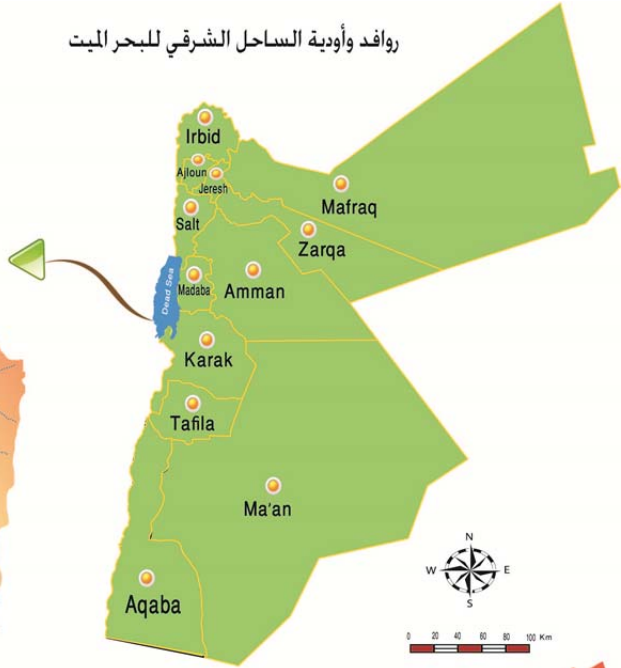 روافد وأودية الساحل الشرقي للبحر الميت
Irbid
Ajloun
Jeresh
Mafraq
Salt
Zarqa
Dead Sea
Madaba
Amman
Karak
Tafila
Ma'an
Aqaba
N
W E
S
0 20 40 60 80 100 Km